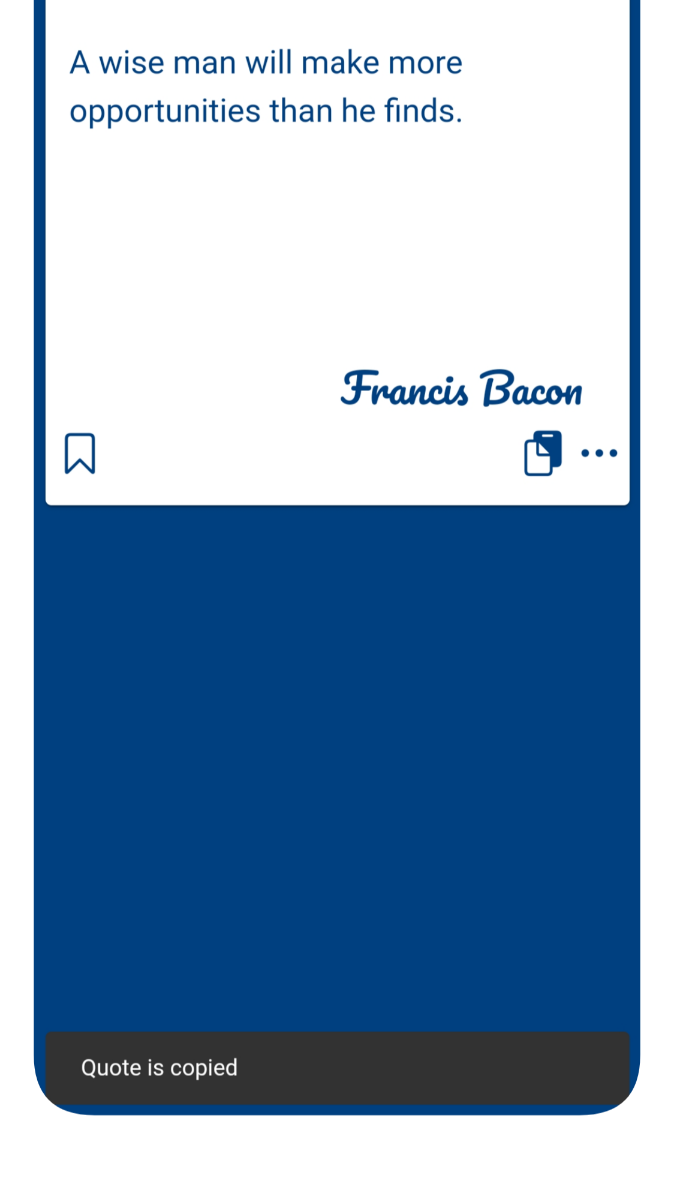 A wise man will make more
opportunities than he finds.
Francis Bacon
Quote is copied